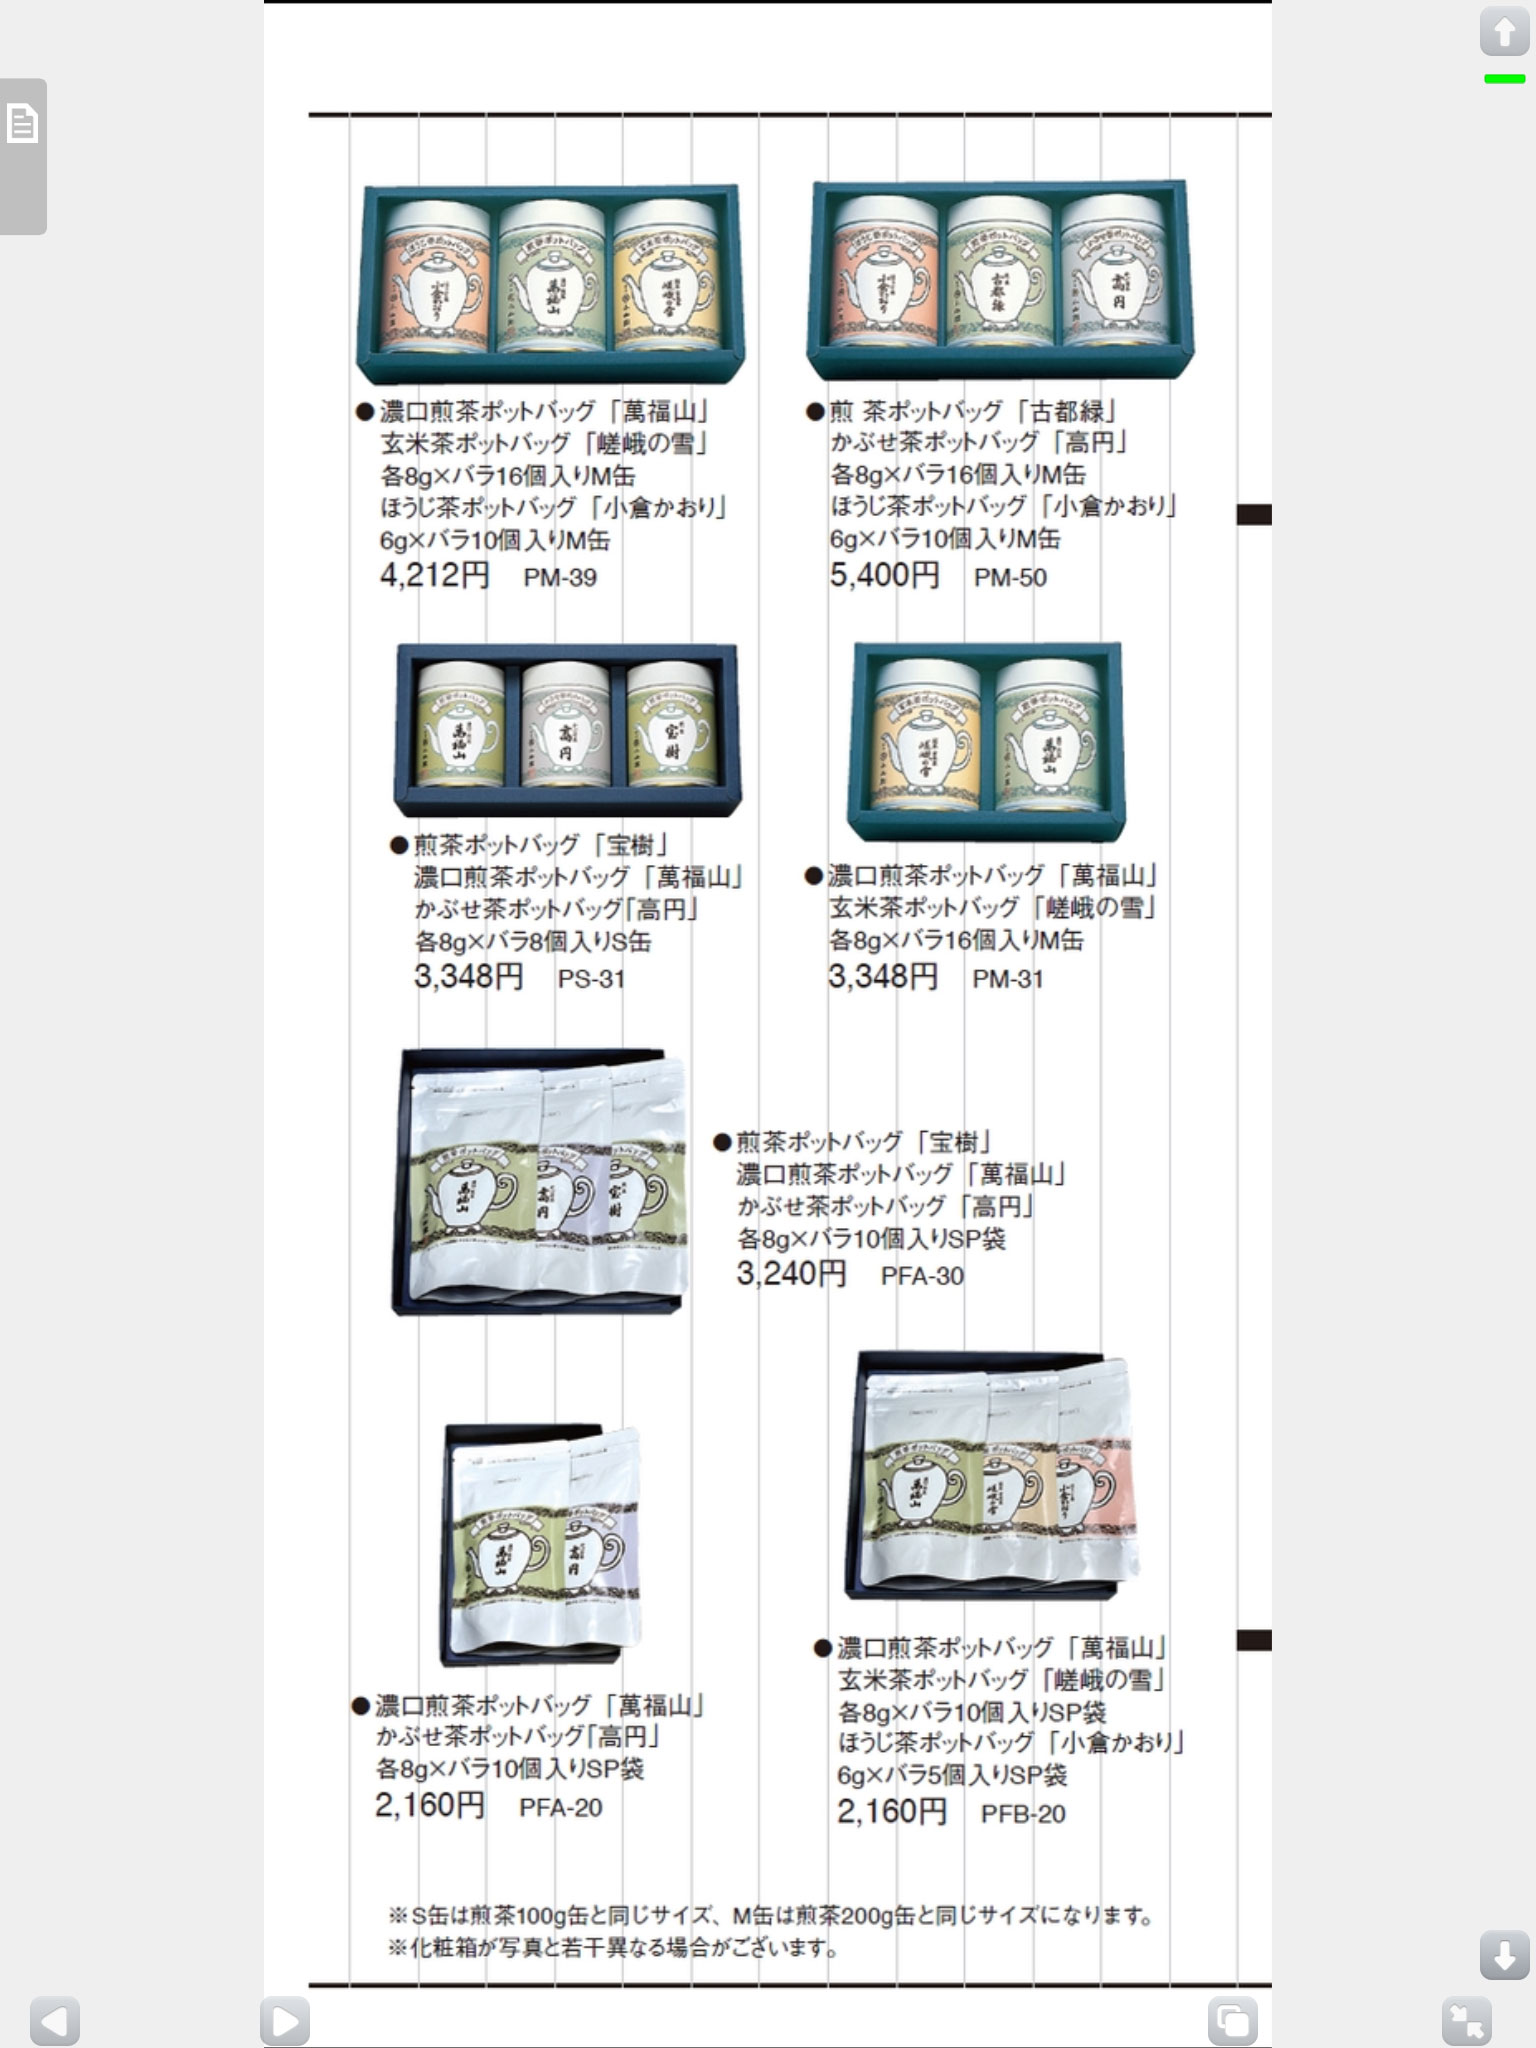 ●濃口煎茶ポットバッグ「萬福山」
玄米茶ポットバッグ「嵯峨の雪」
各8g×バラ16個入りM缶
ほうじ茶ポットバッグ「小倉かおり」
6g×バラ10個入りM缶
4,212円 PM-39
●煎 茶ポットバッグ「古都緑」
かぶせ茶ポットバッグ「高円」
各8g×バラ16個入りM缶
ほうじ茶ポットバッグ「小倉かおり」
6g×バラ10個入りM缶
5,400円 PM-50
●煎茶ポットバッグ「宝樹」
濃口煎茶ポットバッグ「萬福山」
かぶせ茶ポットバッグ「高円」
各8g×バラ8個入りS缶
3,348円 PS-31
●濃口煎茶ポットバッグ「萬福山」
玄米茶ポットバッグ「嵯峨の雪」
各8g×バラ16個入りM缶
3,348円 PM-31
●煎茶ポットバッグ「宝樹」
濃口煎茶ポットバッグ「萬福山」
かぶせ茶ポットバッグ「高円」
各8g×バラ10個入りSP袋
3,240円 PFA-30
●濃口煎茶ポットバッグ「萬福山」
かぶせ茶ポットバッグ「高円」
各8g×バラ10個入りSP袋
2,160円 PFA-20
●濃口煎茶ポットバッグ「萬福山」
玄米茶ポットバッグ「嵯峨の雪」
各8g×バラ10個入りSP袋
ほうじ茶ポットバッグ「小倉かおり」
6g×バラ5個入りSP袋
2,160円 PFB-20
※S缶は煎茶100g缶と同じサイズ、M缶は煎茶200g缶と同じサイズになります。
※化粧箱が写真と若干異なる場合がございます。